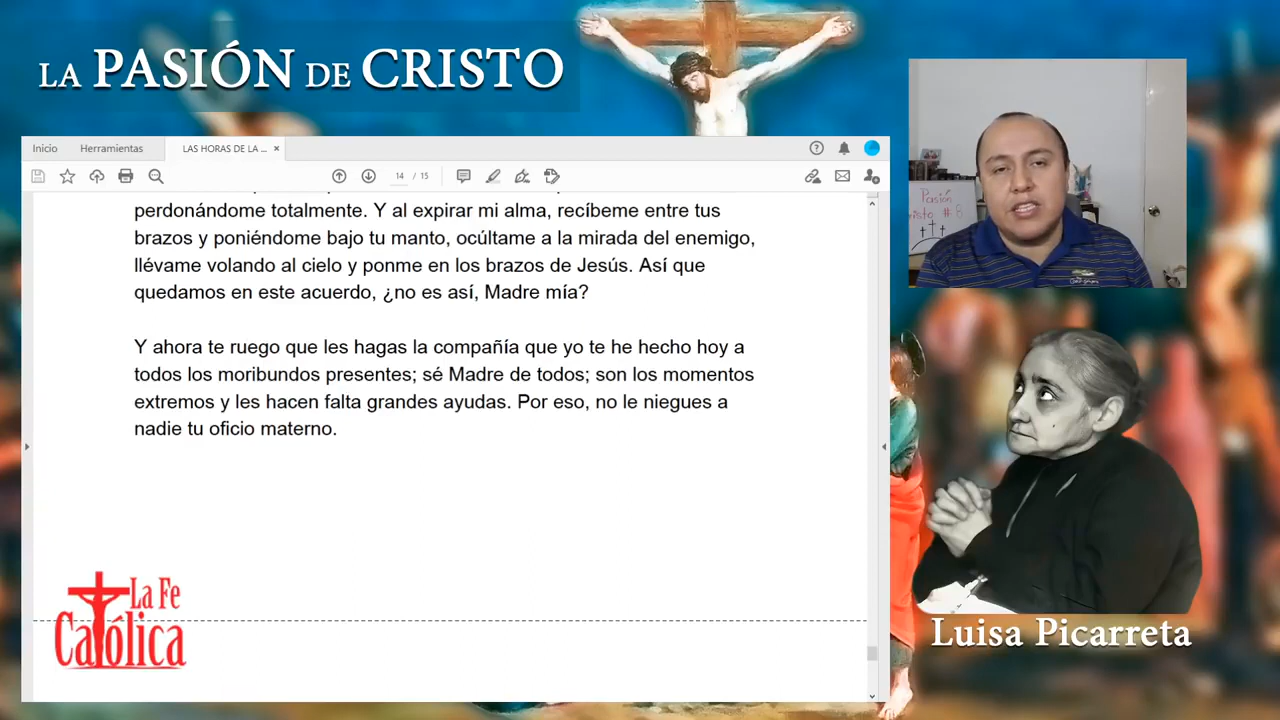 LA PASIÓN DE CRISTO
Inicio
Herramientas
LAS HORAS DE LA ...
14 / 15
perdonándome totalmente. Y al expirar mi alma, recíbeme entre tus
brazos y poniéndome bajo tu manto, ocúltame a la mirada del enemigo,
llévame volando al cielo y ponme en los brazos de Jesús. Así que
quedamos en este acuerdo, ¿no es así, Madre mía?
Y ahora te ruego que les hagas la compañía que yo te he hecho hoy a
todos los moribundos presentes; sé Madre de todos; son los momentos
extremos y les hacen falta grandes ayudas. Por eso, no le niegues a
nadie tu oficio materno.
La Fe
Católica
Pasión
isto # 8
Luisa Picarreta